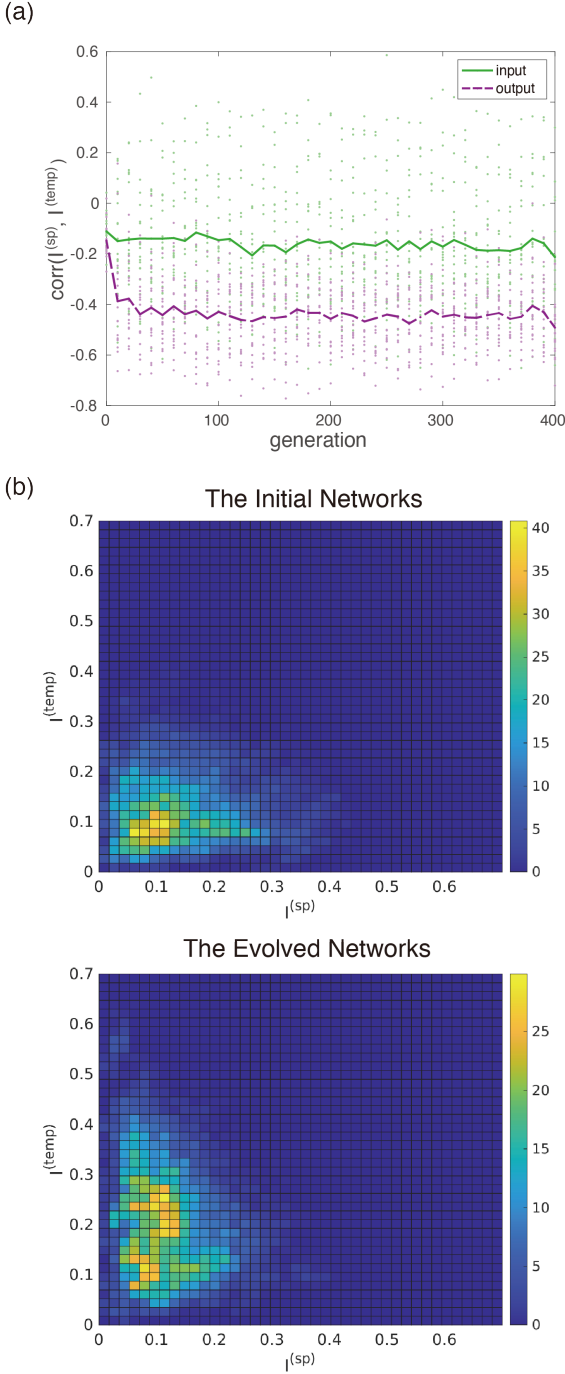 (a)
0.6
0.4
0.2
0
-0.2
-0.4
-0.6
-0.8
corr(I(sp), I(temp))
input
output
0 100 200 300 400
generation
(b)
The Initial Networks
0.7
0.6
0.5
0.4
0.3
0.2
0.1
0
I(temp)
0 0.1 0.2 0.3 0.4 0.5 0.6
I(sp)
40
35
30
25
20
15
10
5
0
The Evolved Networks
0.7
0.6
0.5
0.4
0.3
0.2
0.1
0
I(temp)
0 0.1 0.2 0.3 0.4 0.5 0.6
I(sp)
25
20
15
10
5
0